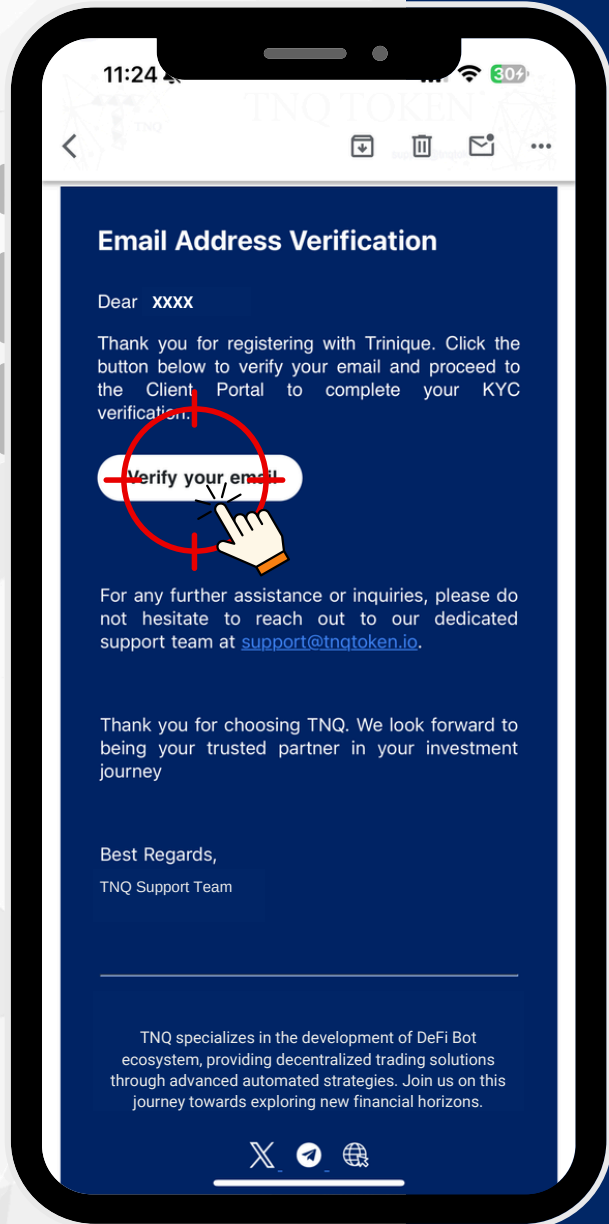 11:24
30
TNQ TOKEN
TNQ
Email Address Verification
Dear XXXX
Thank you for registering with Trinique. Click the
button below to verify your email and proceed to
the Client Portal to complete your KYC
verification.
Verify your email
For any further assistance or inquiries, please do
not hesitate to reach out to our dedicated
support team at support@tnqtoken.io.
Thank you for choosing TNQ. We look forward to
being your trusted partner in your investment
journey
Best Regards,
TNQ Support Team
TNQ specializes in the development of DeFi Bot
ecosystem, providing decentralized trading solutions
through advanced automated strategies. Join us on this
journey towards exploring new financial horizons.